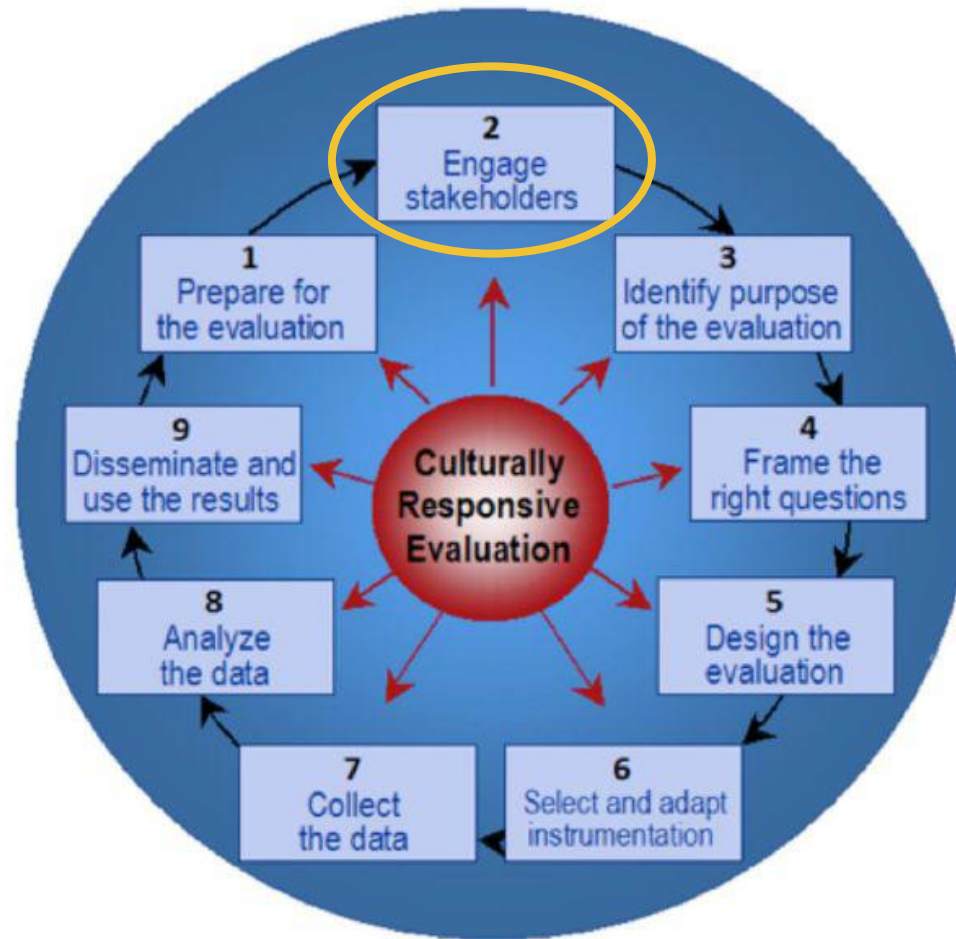 2
Engage
stakeholders
1
Prepare for
the evaluation
3
Identify purpose
of the evaluation
9
Disseminate and
use the results
Culturally
Responsive
Evaluation
4
Frame the
right questions
8
Analyze
the data
5
Design the
evaluation
7
Collect
the data
6
Select and adapt
instrumentation